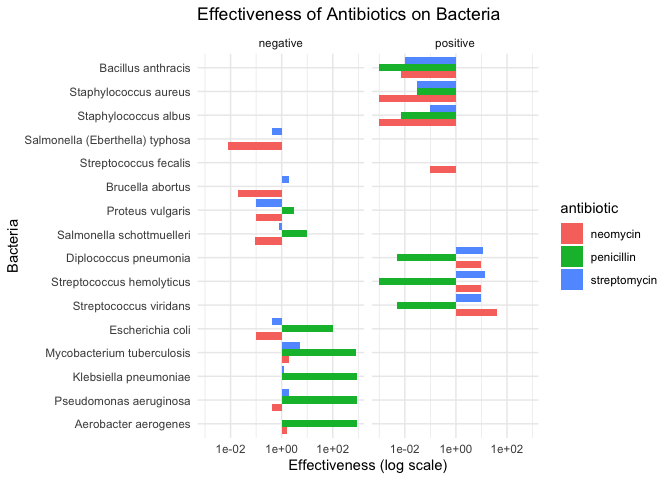 Effectiveness of Antibiotics on Bacteria
negative
positive
Bacillus anthracis
Staphylococcus aureus
Staphylococcus albus
Salmonella (Eberthella) typhosa
Streptococcus fecalis
Brucella abortus
Proteus vulgaris
Salmonella schottmuelleri
Diplococcus pneumonia
Streptococcus hemolyticus
Streptococcus viridans
Escherichia coli
Mycobacterium tuberculosis
Klebsiella pneumoniae
Pseudomonas aeruginosa
Aerobacter aerogenes
Bacteria
1e-02 1e+00 1e+02
1e-02 1e+00 1e+02
Effectiveness (log scale)
antibiotic
neomycin
penicillin
streptomycin